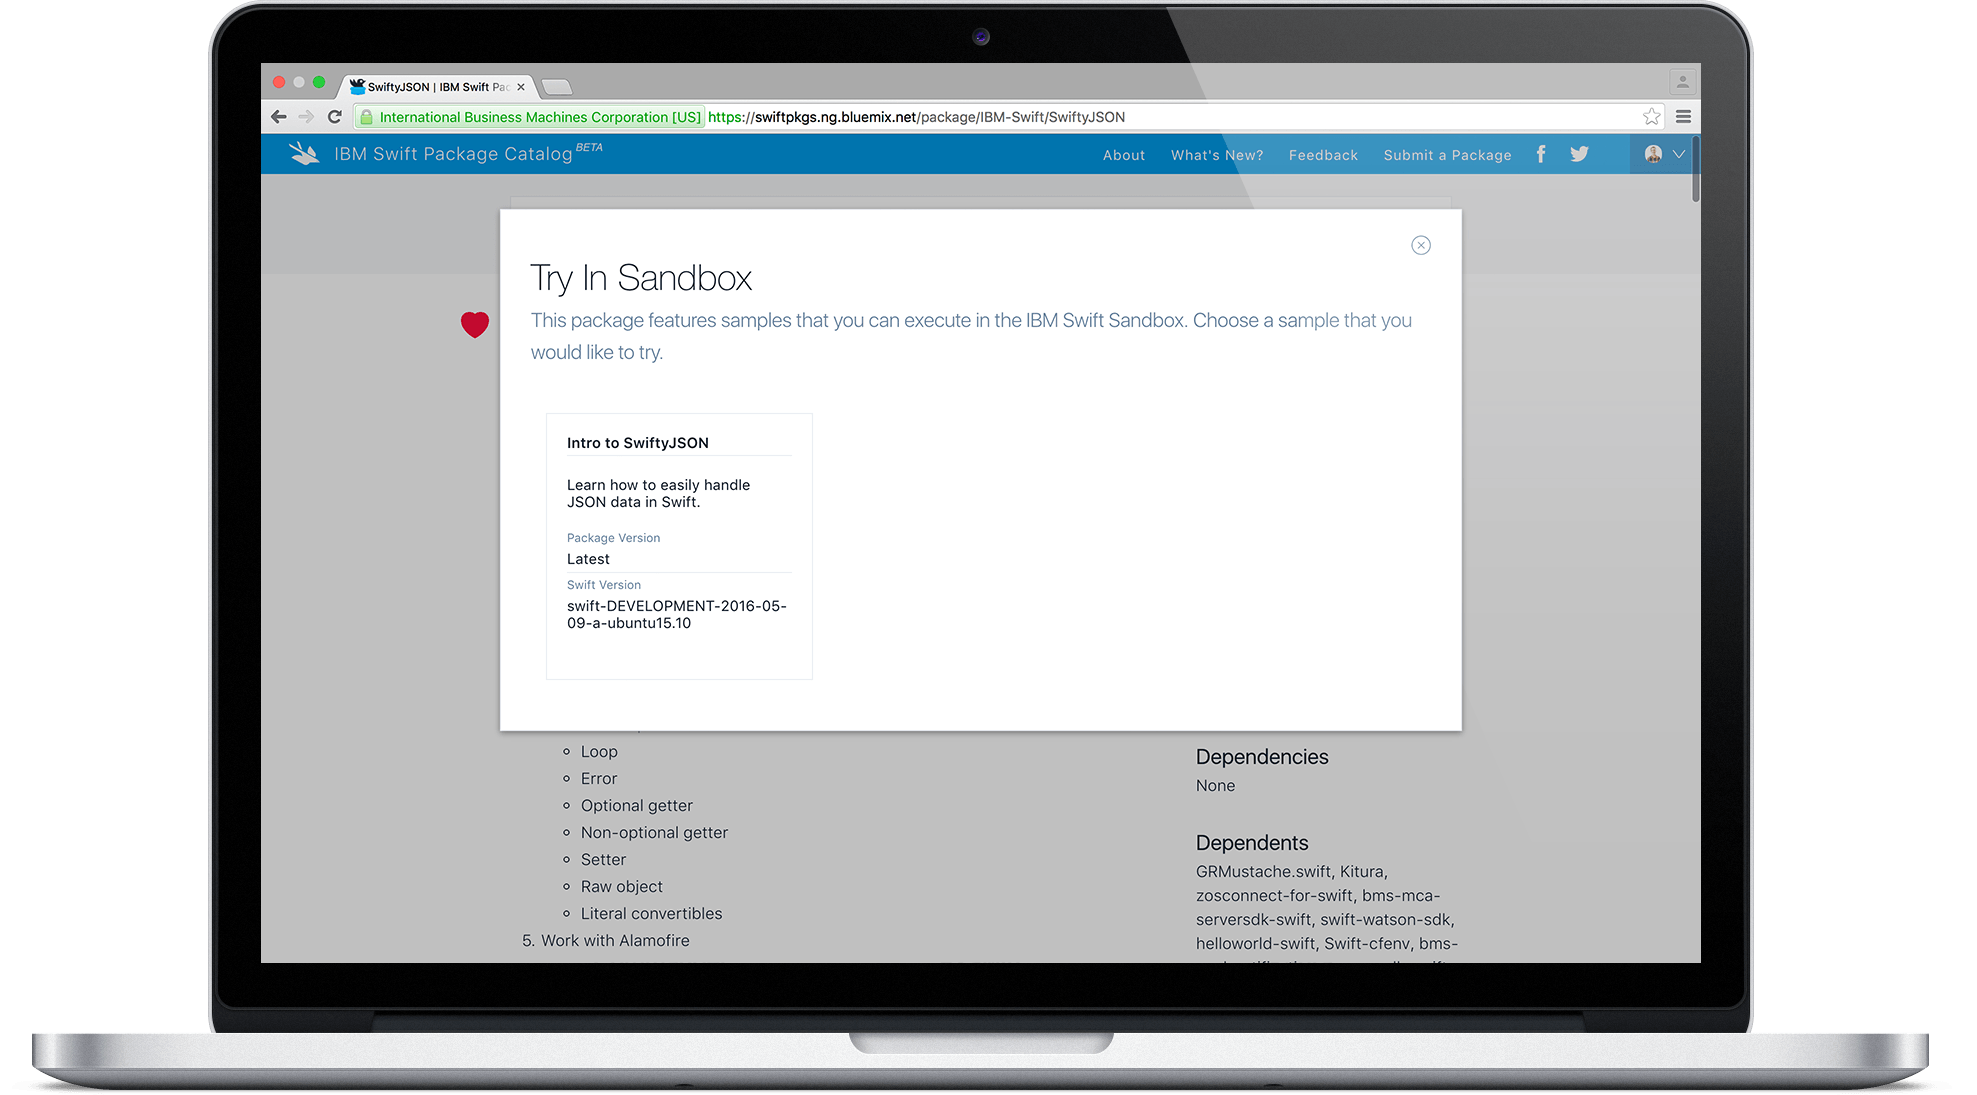 SwiftyJSON | IBM Swift Pac
International Business Machines Corporation [US] https://swiftpkgs.ng.bluemix.net/package/IBM-Swift/SwiftyJSON
IBM Swift Package Catalog BETA
About What's New? Feedback Submit a Package
Try In Sandbox
This package features samples that you can execute in the IBM Swift Sandbox. Choose a sample that you
would like to try.
Intro to SwiftyJSON
Learn how to easily handle
JSON data in Swift.
Package Version
Latest
Swift Version
swift-DEVELOPMENT-2016-05-
09-a-ubuntu15.10
Loop
Error
Optional getter
Non-optional getter
Setter
Raw object
Literal convertibles
5. Work with Alamofire
Dependencies
None
Dependents
GRMustache.swift, Kitura,
zosconnect-for-swift, bms-mca-
serversdk-swift, swift-watson-sdk,
helloworld-swift, Swift-cfenv, bms-